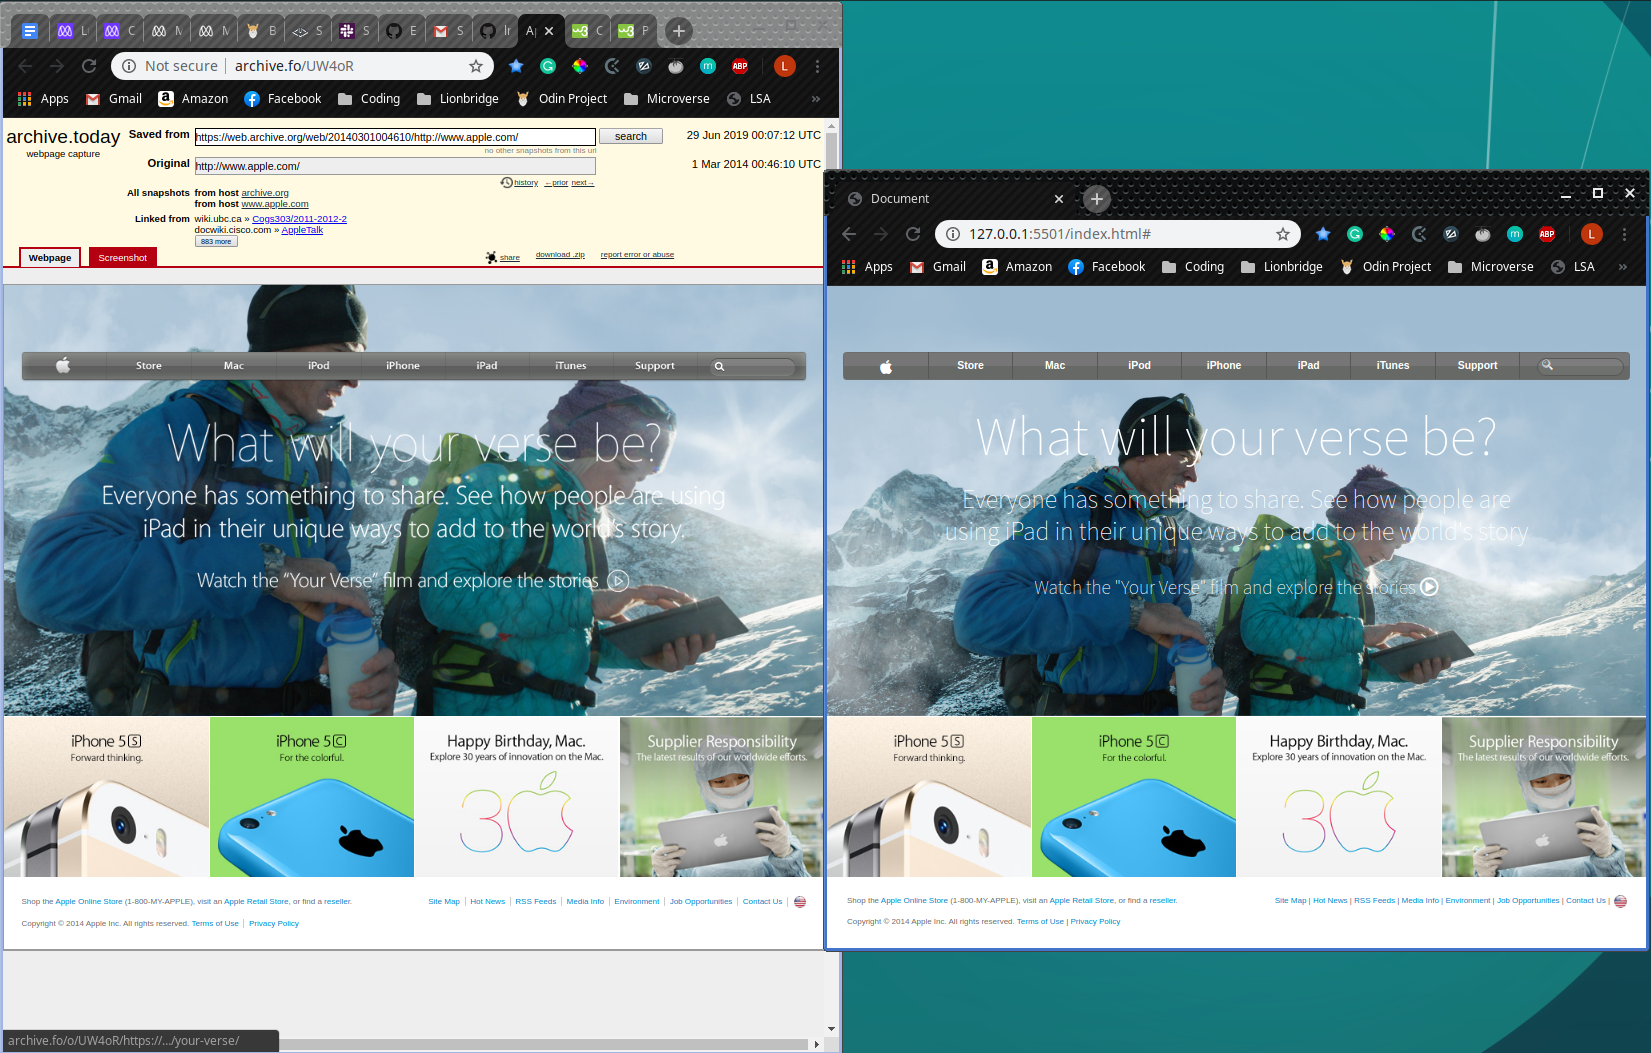 L
C
M
M
B
S
S
E
S
Ir
A
C
P
Not secure
archive.fo/UW4oR
ABP
L
Apps
Gmail
Amazon
Facebook
Coding
Lionbridge
Odin Project
Microverse
LSA
»
archive.today
webpage capture
Saved from
https://web.archive.org/web/20140301004610/http://www.apple.com/
search
29 Jun 2019 00:07:12 UTC
no other snapshots from this url
Original
http://www.apple.com/
1 Mar 2014 00:46:10 UTC
history
←prior
next→
All snapshots
from host archive.org
from host www.apple.com
Linked from
wiki.ubc.ca » Cogs303/2011-2012-2
docwiki.cisco.com » AppleTalk
883 more
Webpage
Screenshot
share
download .zip
report error or abuse
Store
Mac
iPod
iPhone
iPad
iTunes
Support
What will your verse be?
Everyone has something to share. See how people are using
iPad in their unique ways to add to the world's story.
Watch the “Your Verse” film and explore the stories
iPhone 5S
Forward thinking.
iPhone 5C
For the colorful.
Happy Birthday, Mac.
Explore 30 years of innovation on the Mac.
30
Supplier Responsibility
The latest results of our worldwide efforts.
Shop the Apple Online Store (1-800-MY-APPLE), visit an Apple Retail Store, or find a reseller.
Site Map
Hot News
RSS Feeds
Media Info
Environment
Job Opportunities
Contact Us
Copyright © 2014 Apple Inc. All rights reserved. Terms of Use
Privacy Policy
archive.fo/o/UW4oR/https://.../your-verse/
Document
127.0.0.1:5501/index.html#
ABP
L
Apps
Gmail
Amazon
Facebook
Coding
Lionbridge
Odin Project
Microverse
LSA
»
Store
Mac
iPod
iPhone
iPad
iTunes
Support
What will your verse be?
Everyone has something to share. See how people are
using iPad in their unique ways to add to the world's story
Watch the "Your Verse" film and explore the stories
iPhone 5S
Forward thinking.
iPhone 5C
For the colorful.
Happy Birthday, Mac.
Explore 30 years of innovation on the Mac.
30
Supplier Responsibility
The latest results of our worldwide efforts.
Shop the Apple Online Store (1-800-MY-APPLE), visit an Apple Retail Store, or find a reseller.
Site Map | Hot News | RSS Feeds | Media Info | Environment | Job Opportunities | Contact Us |
Copyright © 2014 Apple Inc. All rights reserved. Terms of Use | Privacy Policy